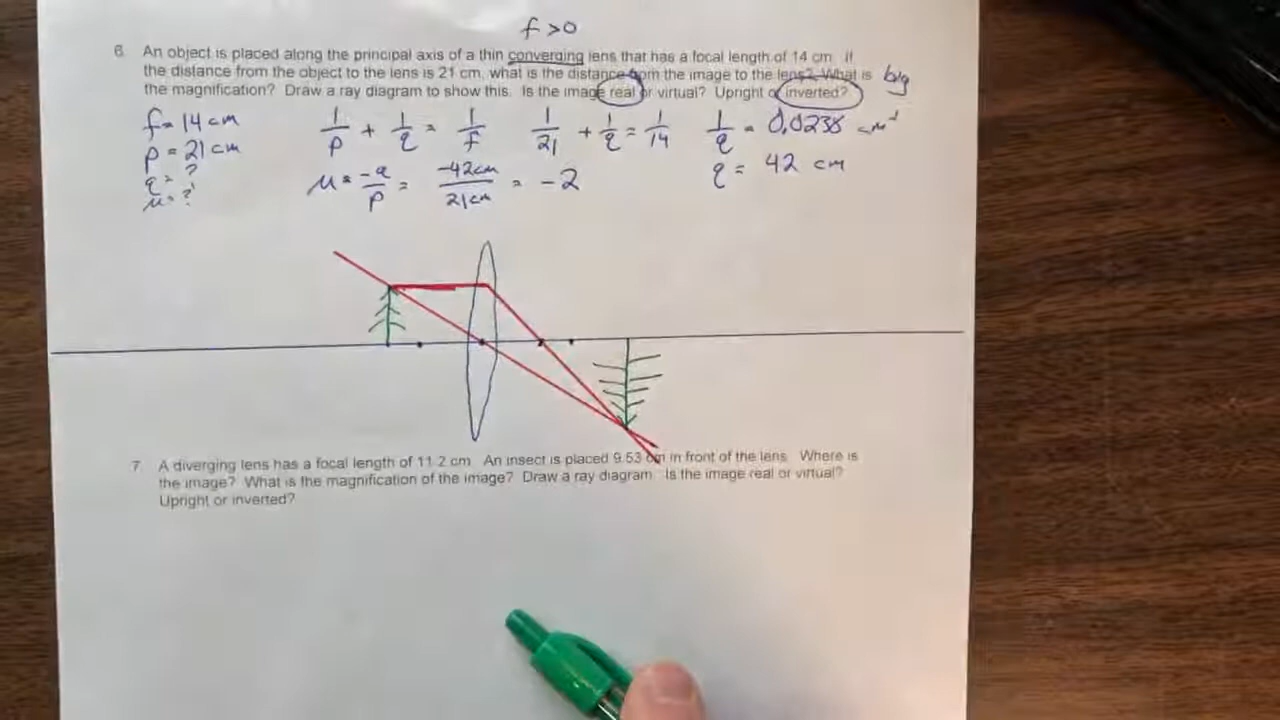 f>0
6. An object is placed along the principal axis of a thin converging lens that has a focal length of 14 cm. If
the distance from the object to the lens is 21 cm, what is the distance from the image to the lens? What is big
the magnification? Draw a ray diagram to show this. Is the image real or virtual? Upright or inverted?
f = 14 cm
p = 21 cm
q = ?
M = ?
1/p + 1/q = 1/f
1/21 + 1/q = 1/14
1/q = 0.0238 cm⁻¹
M = -q/p = -42cm/21cm = -2
q = 42 cm
7. A diverging lens has a focal length of 11.2 cm. An insect is placed 9.53 cm in front of the lens. Where is
the image? What is the magnification of the image? Draw a ray diagram. Is the image real or virtual?
Upright or inverted?